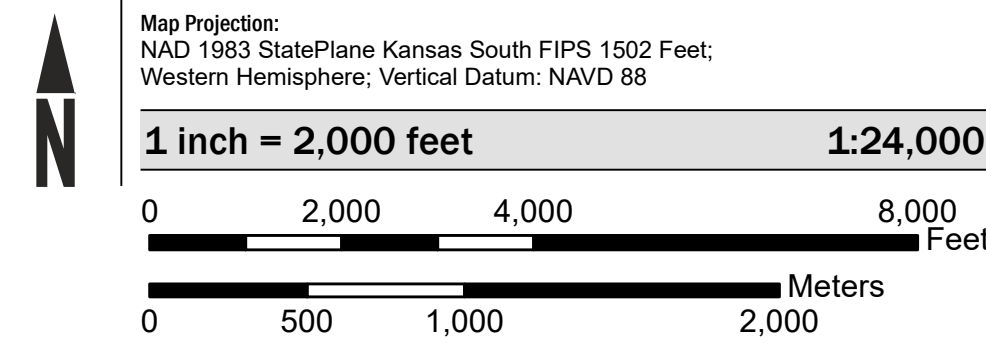 N
Map Projection:
NAD 1983 StatePlane Kansas South FIPS 1502 Feet;
Western Hemisphere; Vertical Datum: NAVD 88
1 inch = 2,000 feet 1:24,000
0 2,000 4,000 8,000
Feet
Meters
0 500 1,000 2,000